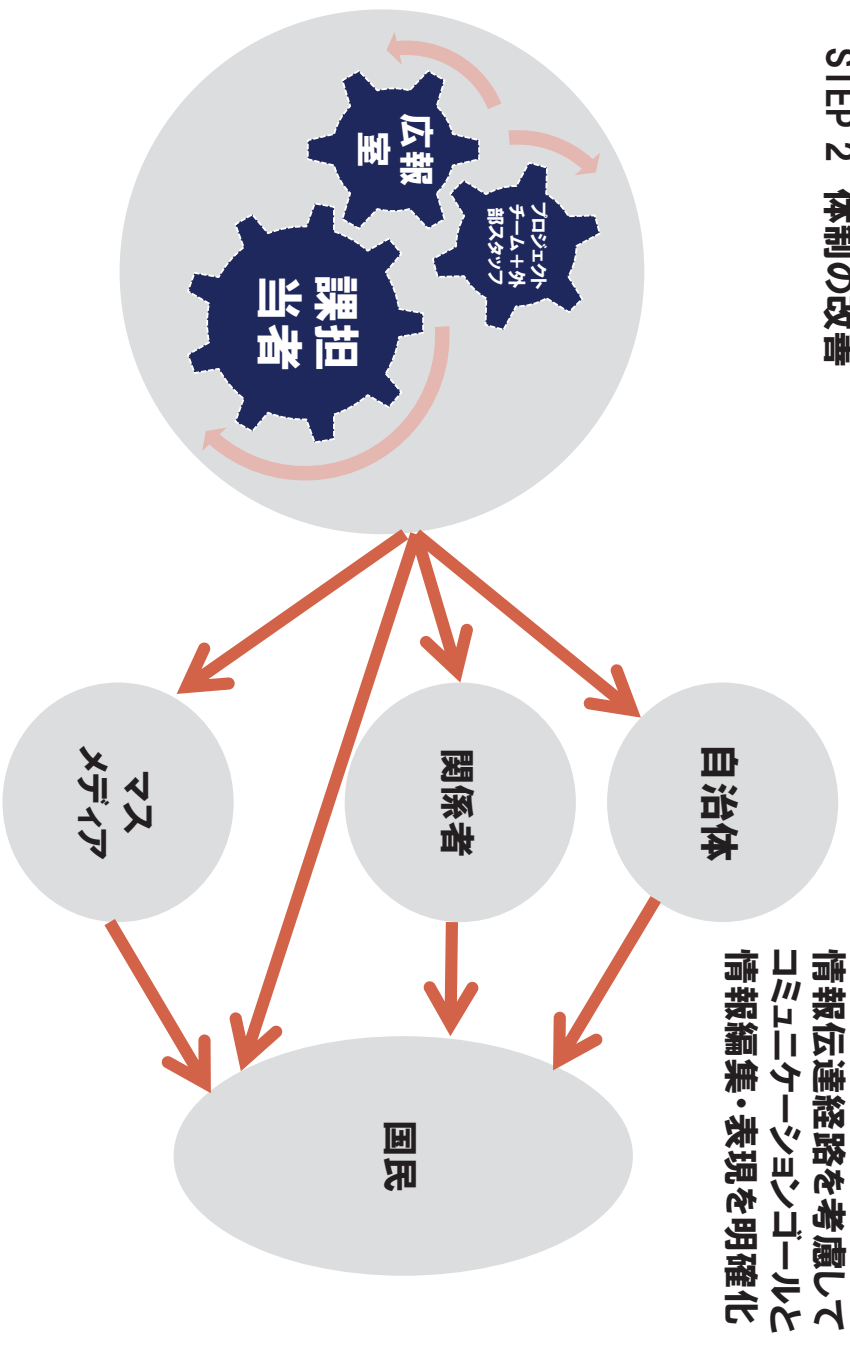 STEP 2 体制の改善
広報
室
プロジェクト
チーム＋外
部スタッフ
課担
当者
自治体
関係者
マス
メディア
国民
情報伝達経路を考慮して
コミュニケーションゴールと
情報編集・表現を明確化